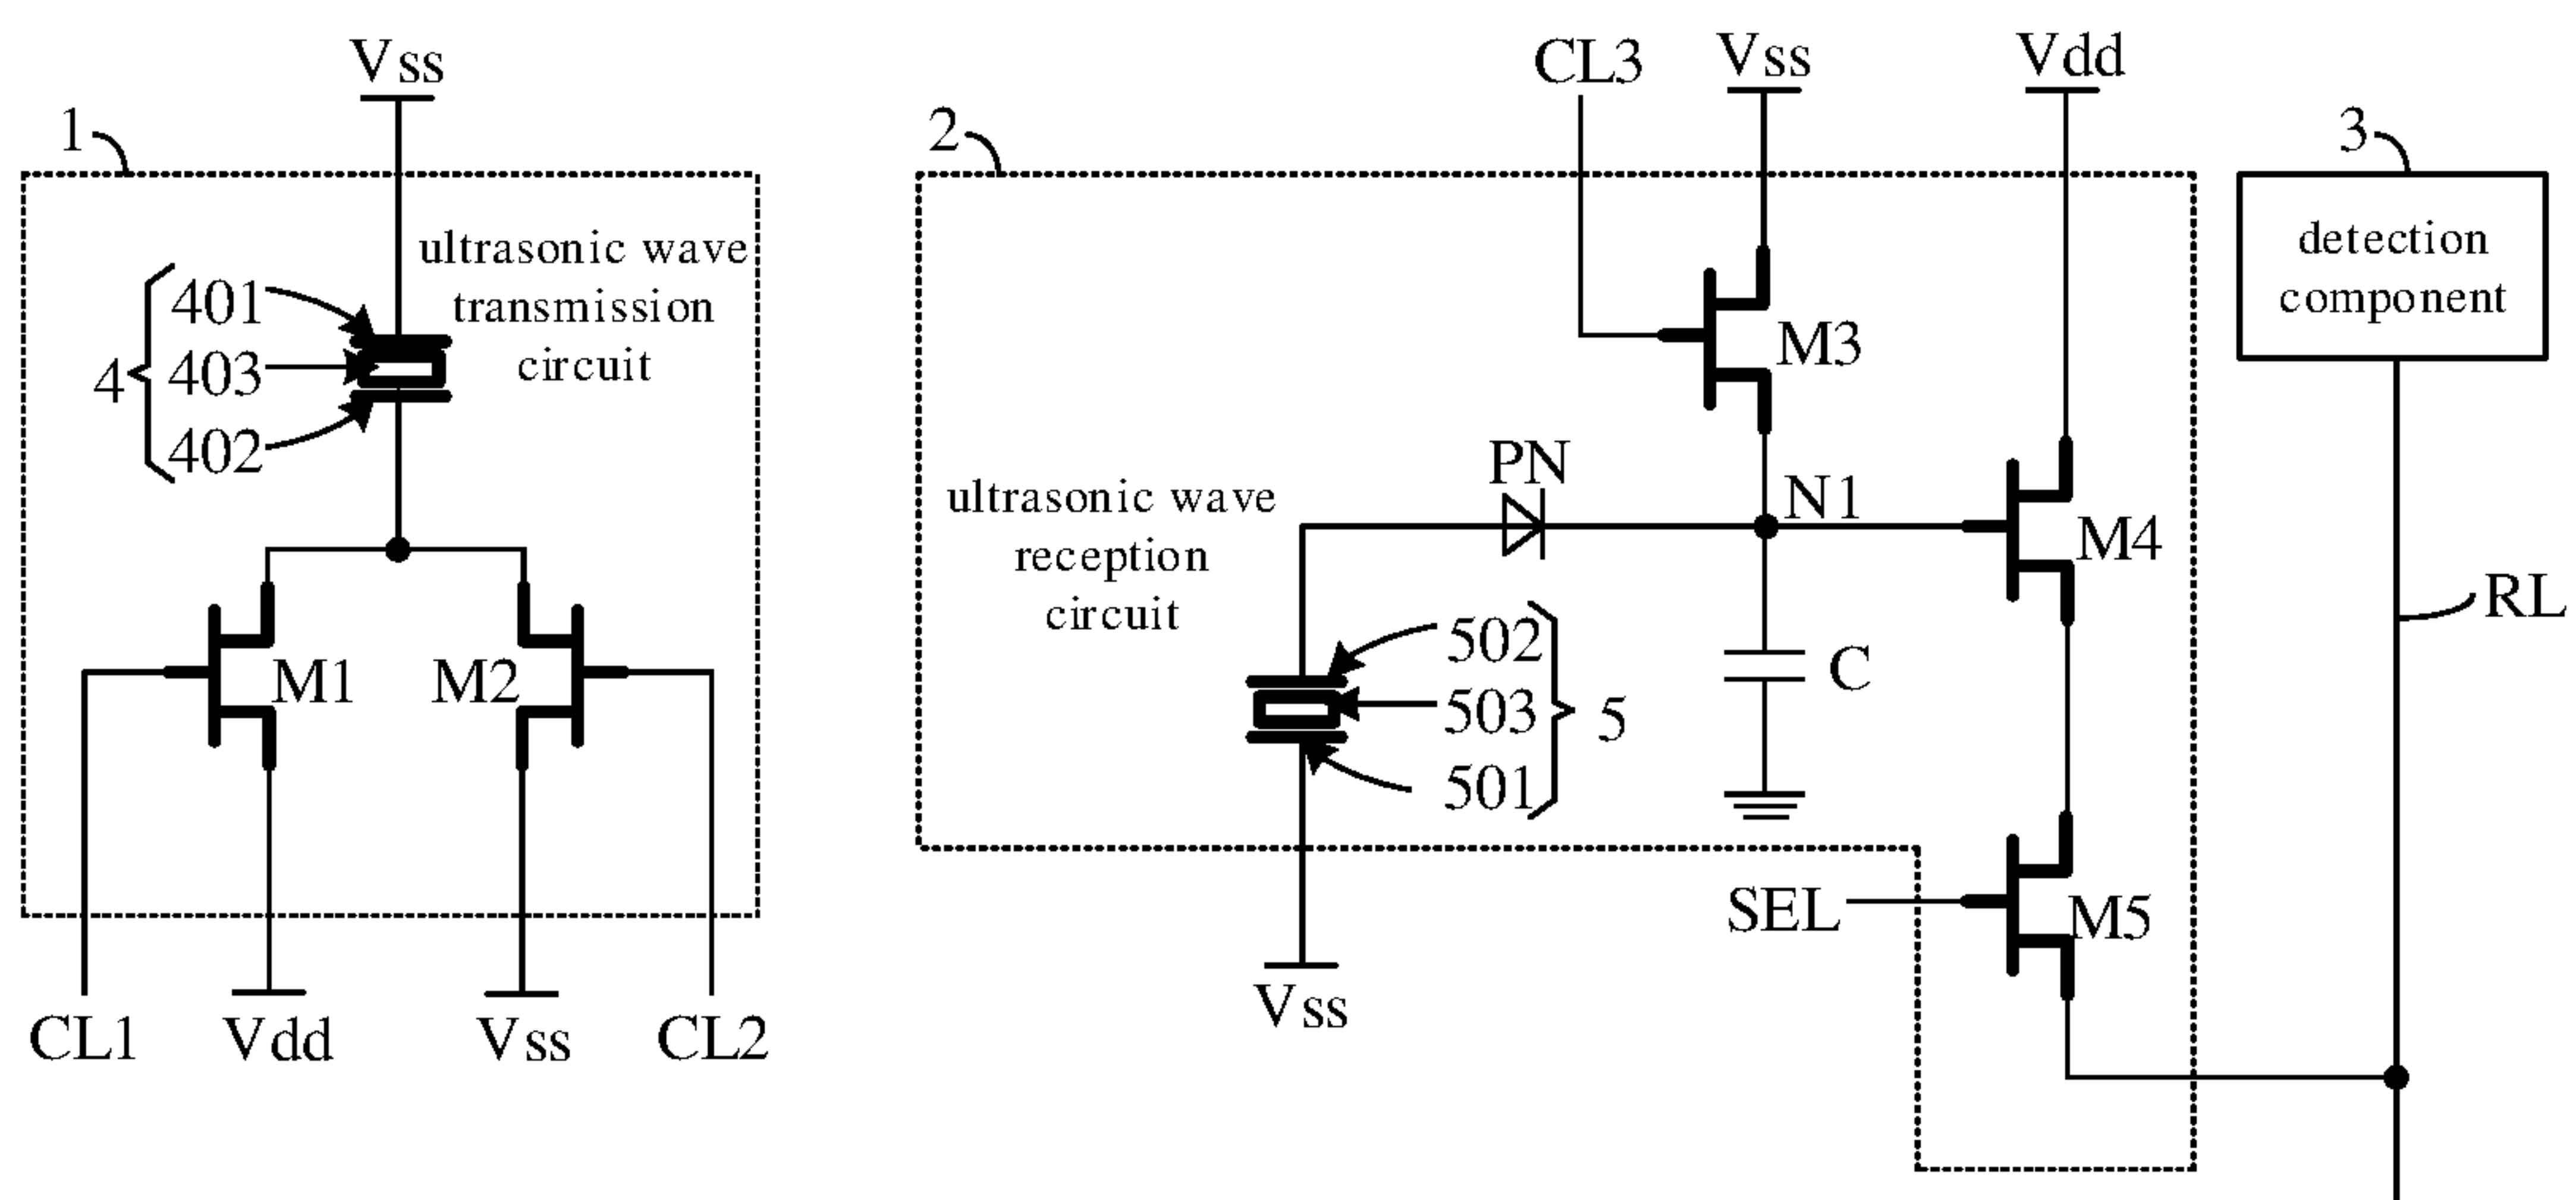 Vss
CL3
Vss
Vdd
1
2
3
ultrasonic wave
transmission
circuit
401
403
402
4
detection
component
M3
PN
N1
M4
ultrasonic wave
reception
circuit
RL
M1
M2
502
503
501
5
C
SEL
M5
Vss
CL1
Vdd
Vss
CL2